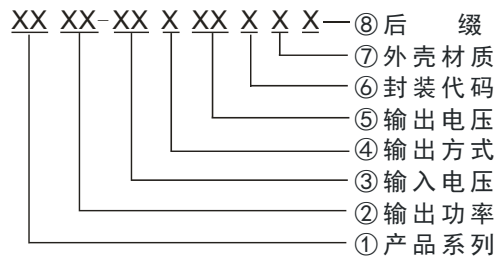 XX XX-XX X XX X X X
⑧后缀
⑦外壳材质
⑥封装代码
⑤输出电压
④输出方式
③输入电压
②输出功率
①产品系列